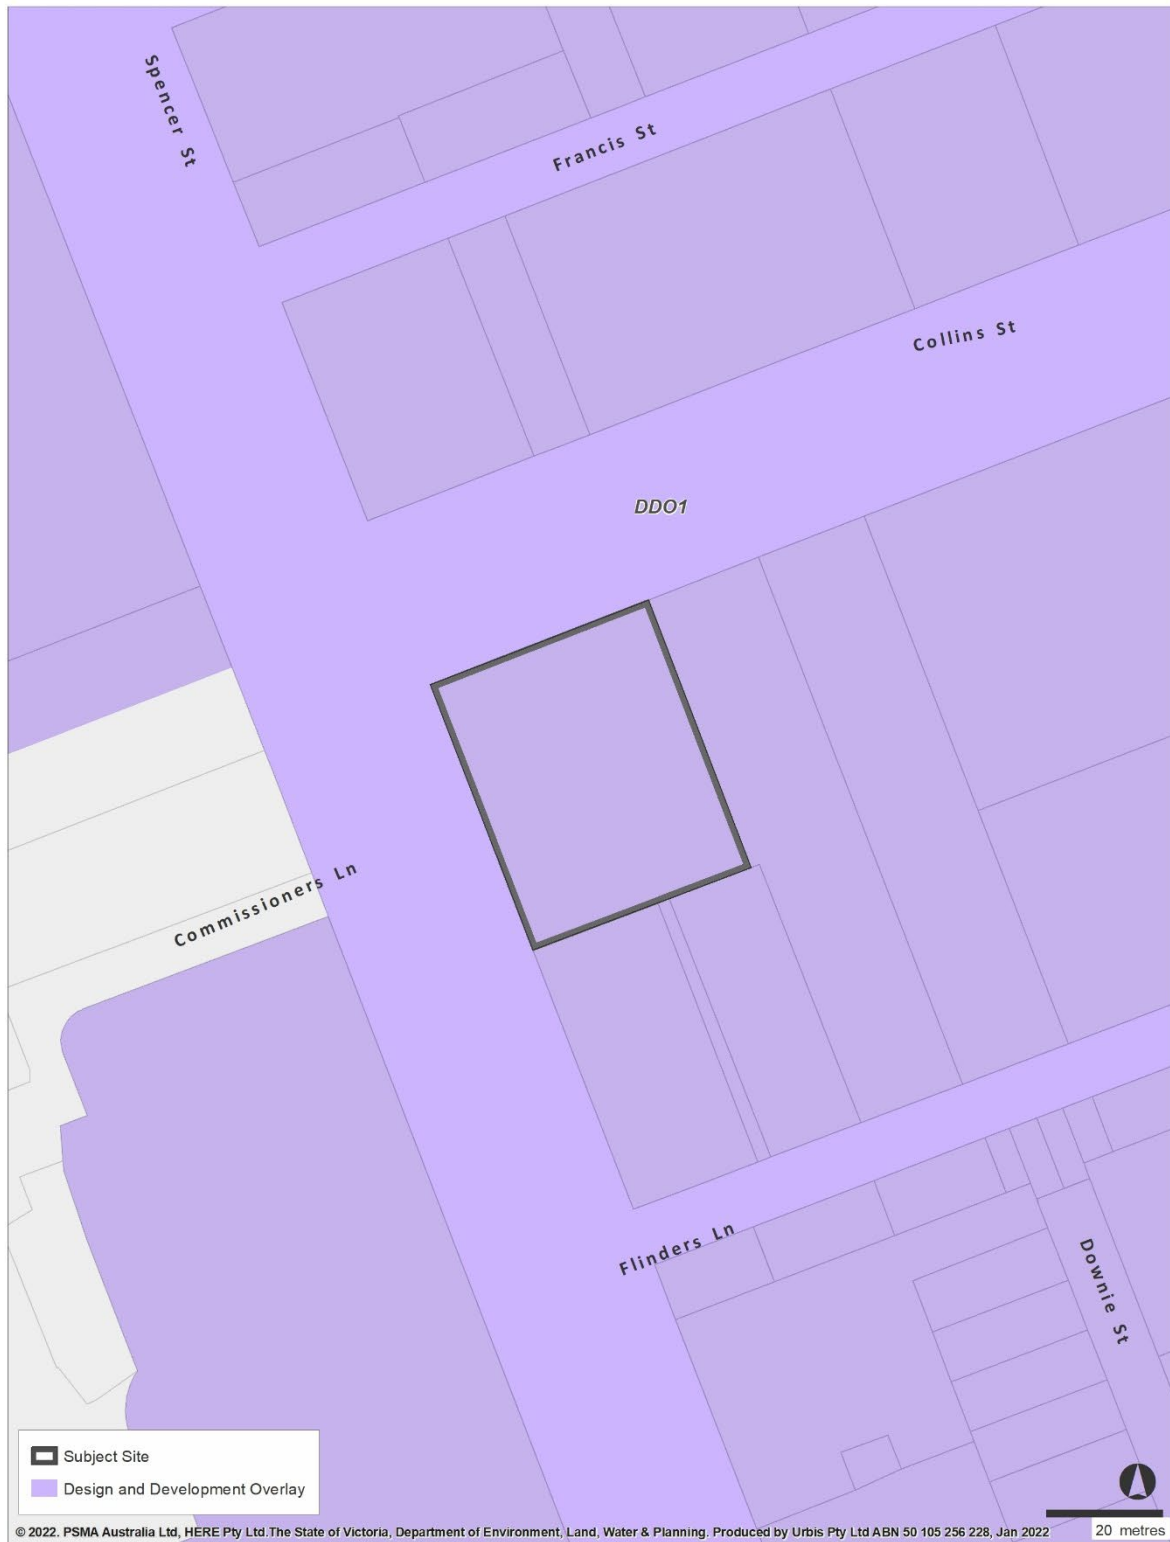 Spencer St
Francis St
Collins St
DDO1
Commissioners Ln
Flinders Ln
Downie St
Subject Site
Design and Development Overlay
© 2022. PSMA Australia Ltd, HERE Pty Ltd.The State of Victoria, Department of Environment, Land, Water & Planning. Produced by Urbis Pty Ltd ABN 50 105 256 228, Jan 2022
20 metres